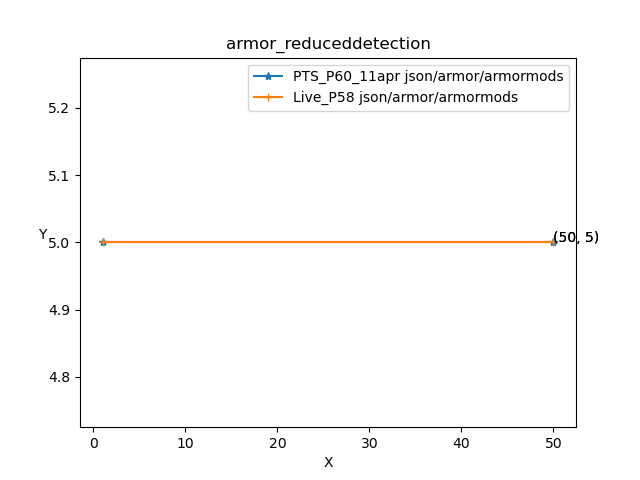 armor_reduceddetection
PTS_P60_11apr json/armor/armormods
Live_P58 json/armor/armormods
5.2
5.1
Y
5.0
(50, 5)
4.9
4.8
0 10 20 30 40 50
X